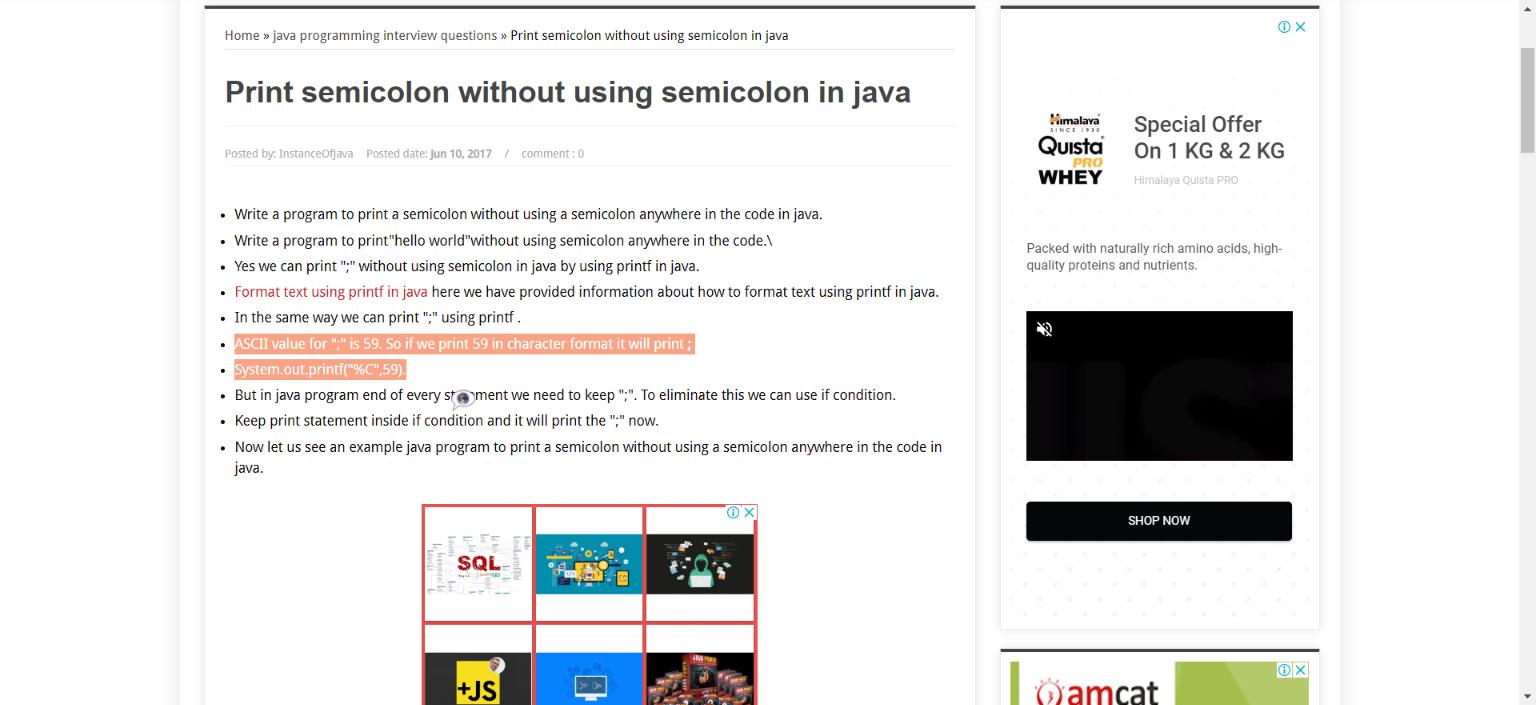 Home » java programming interview questions » Print semicolon without using semicolon in java
Print semicolon without using semicolon in java
Posted by: InstanceOfJava Posted date: Jun 10, 2017 / comment : 0
Write a program to print a semicolon without using a semicolon anywhere in the code in java.
Write a program to print"hello world"without using semicolon anywhere in the code.\
Yes we can print ";" without using semicolon in java by using printf in java.
Format text using printf in java here we have provided information about how to format text using printf in java.
In the same way we can print ";" using printf .
ASCII value for ";" is 59. So if we print 59 in character format it will print ;
System.out.printf("%C",59).
But in java program end of every we need to keep ";". To eliminate this we can use if condition.
Keep print statement inside if condition and it will print the ";" now.
Now let us see an example java program to print a semicolon without using a semicolon anywhere in the code in
java.
SQL
+JS
Himalaya
SINCE 1930
Quista
PRO
WHEY
Special Offer
On 1 KG & 2 KG
Himalaya Quista PRO
Packed with naturally rich amino acids, high-
quality proteins and nutrients.
SHOP NOW
amcat